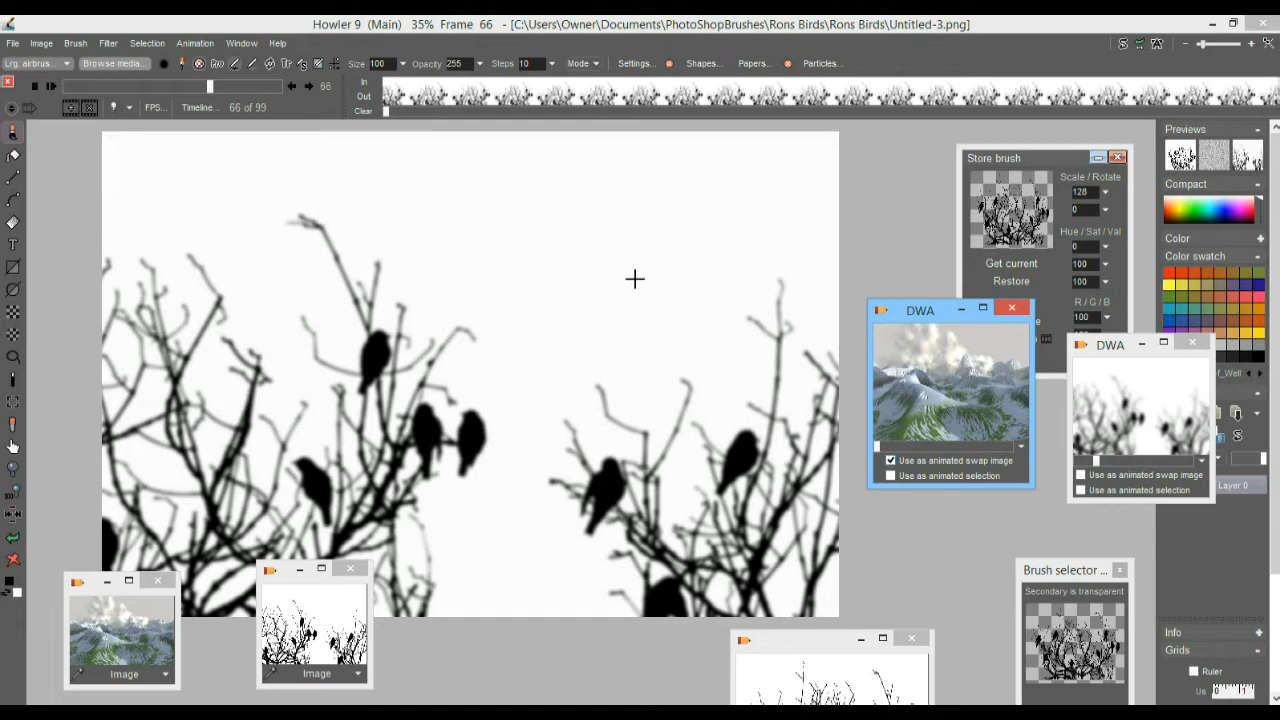 Howler 9 (Main) 35% Frame 66 - [C:\Users\Owner\Documents\PhotoShopBrushes\Rons Birds\Rons Birds\Untitled-3.png]
File Image Brush Filter Selection Animation Window Help
Lrg. airbrus... Browse media... Size 100 Opacity 255 Steps 10 Mode Settings... Shapes... Papers... Particles...
66 In
Out
FPS... Timeline... 66 of 99 Clear
Previews
Store brush
Scale / Rotate
128
0
Compact
Hue / Sat / Val
0
Get current 100
Restore 100
Color
Color swatch
R / G / B
100
DWA
Use as animated swap image
Use as animated selection
DWA
Use as animated swap image
Use as animated selection
Layer 0
Brush selector ...
Secondary is transparent
Image
Image
Info
Grids
Ruler
Us 0 1